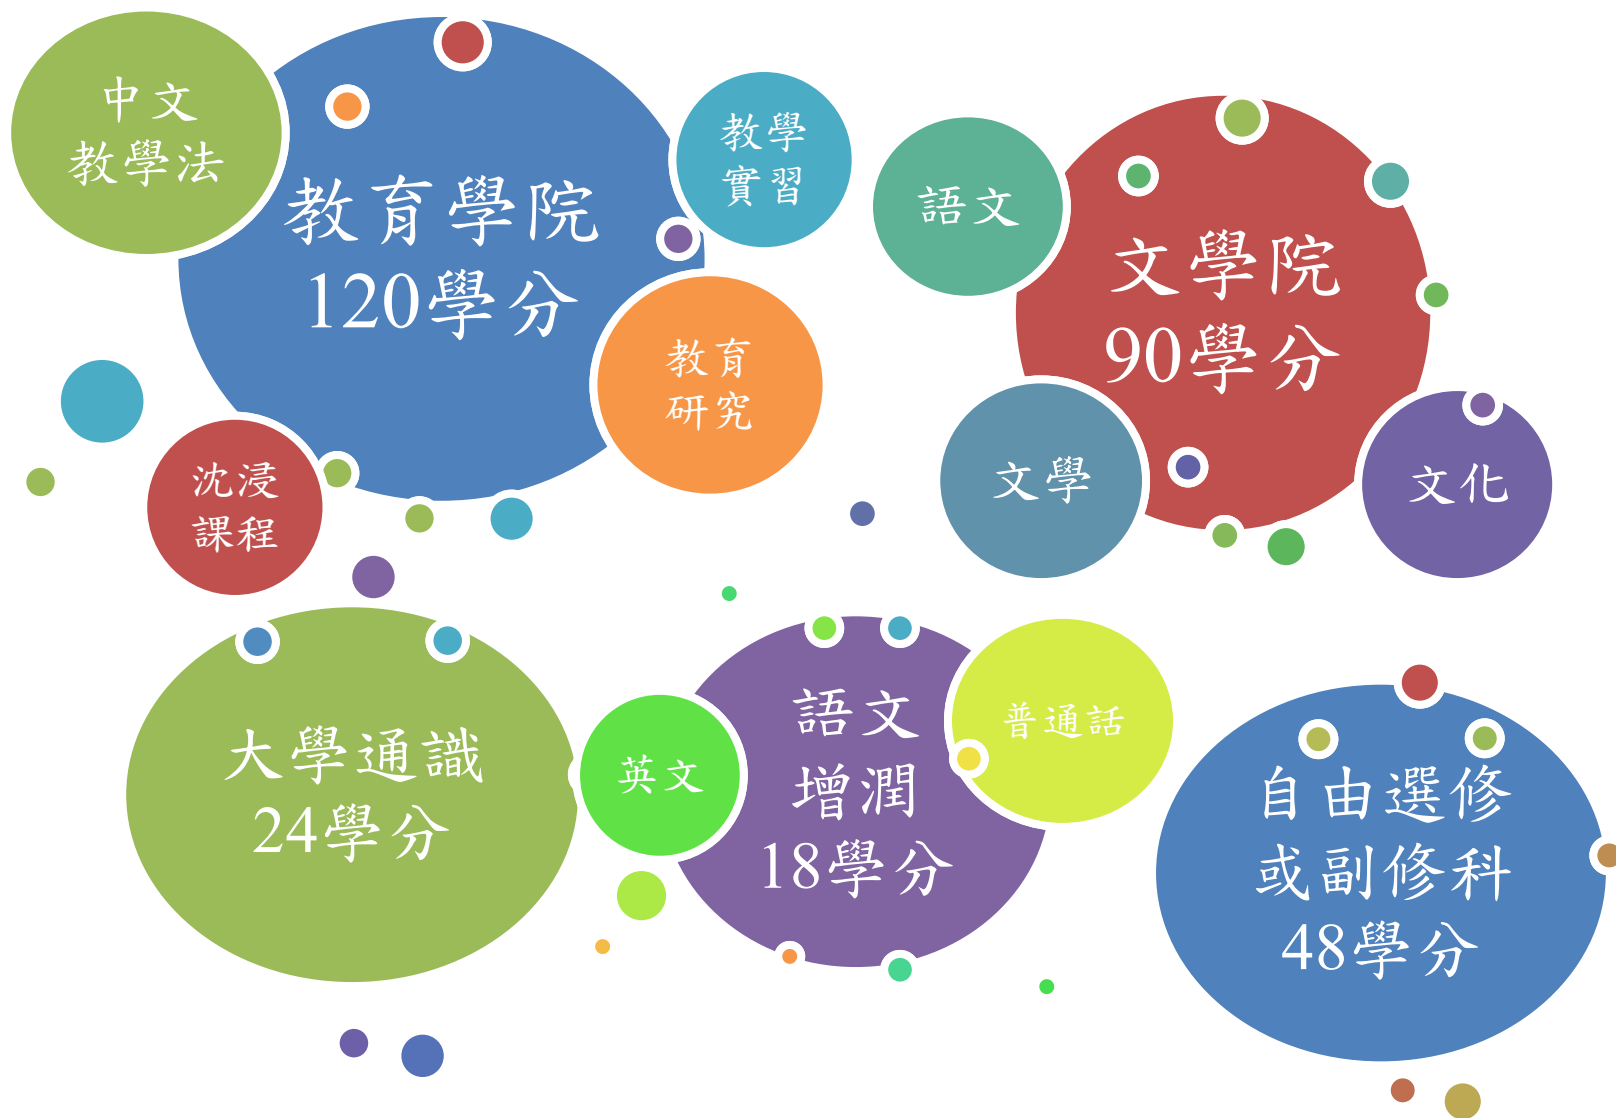 中文
教學法
教育學院
120學分
教學
實習
教育
研究
沈浸
課程
語文
文學院
90學分
文學
文化
大學通識
24學分
英文
語文
增潤
18學分
普通話
自由選修
或副修科
48學分